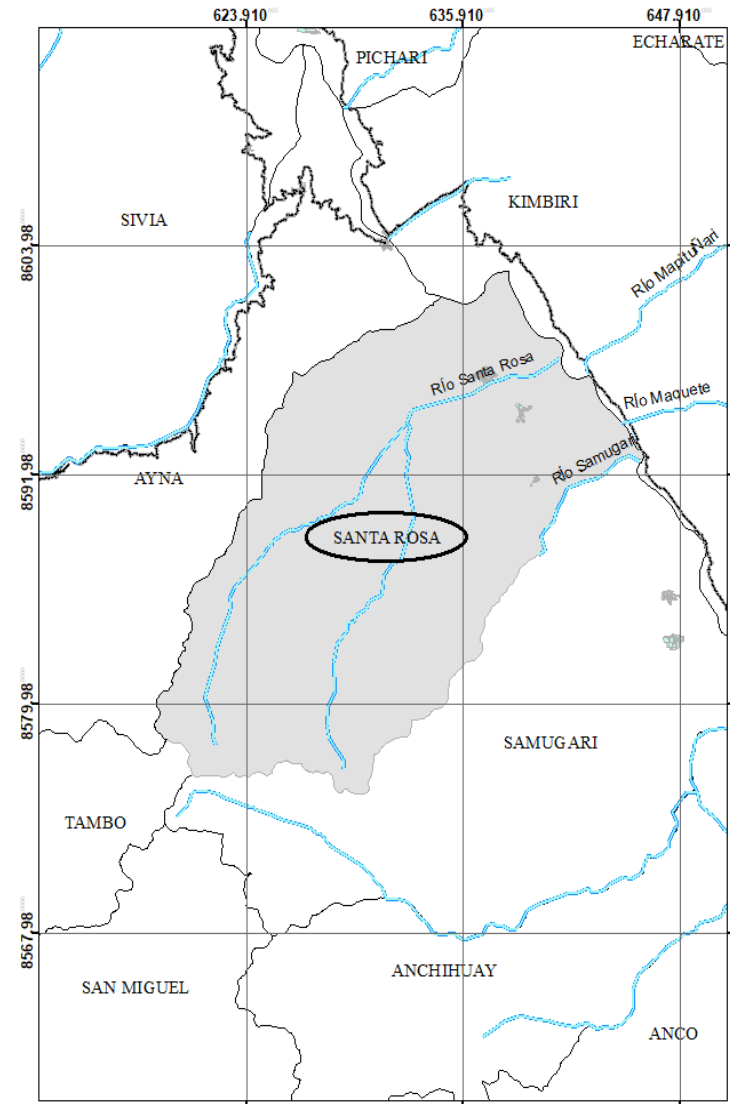 623.910
635.910
647.910
ECHARATE
PICHARI
KIMBIRI
SIVIA
8603.98
RÍo MapituÑari
RÍo Santa Rosa
RÍo Maquete
RÍo Samugari
8591.98
AYNA
SANTA ROSA
8579.98
SAMUGARI
TAMBO
8567.98
ANCHIHUAY
SAN MIGUEL
ANCO